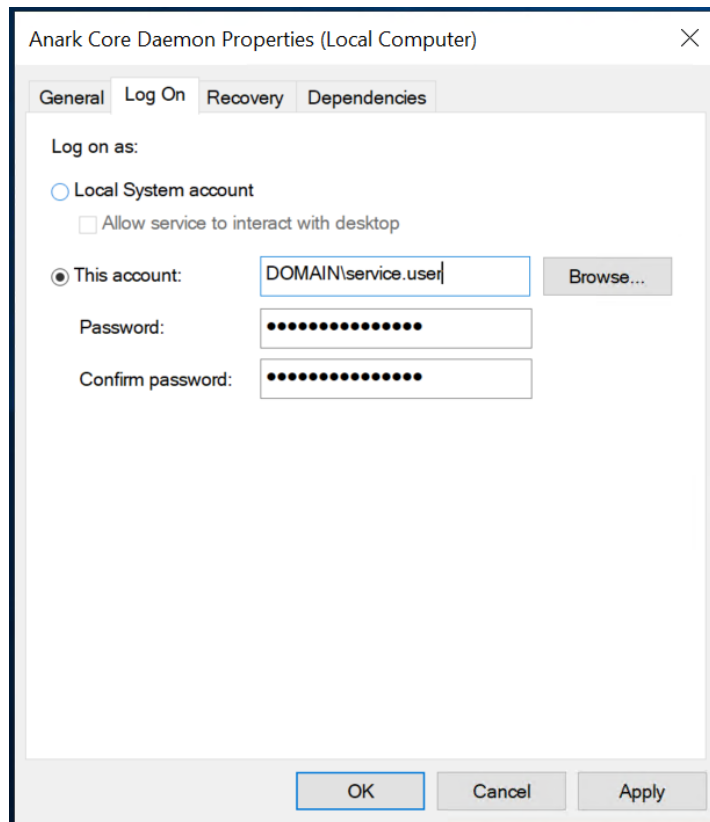 Anark Core Daemon Properties (Local Computer)
General Log On Recovery Dependencies
Log on as:
Local System account
Allow service to interact with desktop
This account: DOMAIN\service.user Browse...
Password: •••••••••••••••
Confirm password: •••••••••••••••
OK Cancel Apply